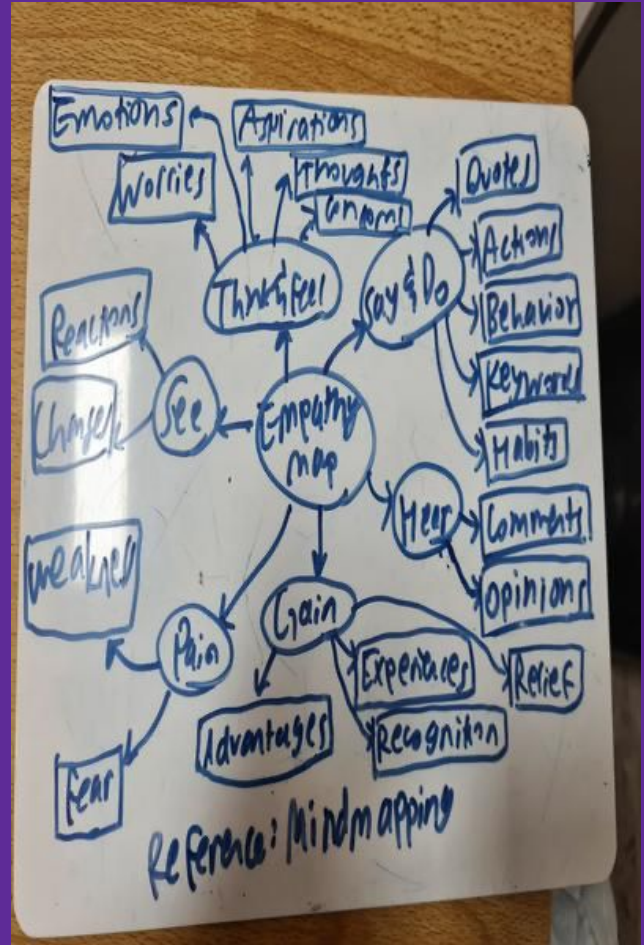 Emotions
Aspirations
Worries
Thoughts
Quotes
Think & feel
Say & Do
Actions
Behavior
Keywords
Habits
Reactions
See
Changes
Empathy
map
Hear
Comments
Opinions
Weakness
Pain
Gain
Experiences
Relief
Advantages
Recognition
Fear
Reference: Mindmapping